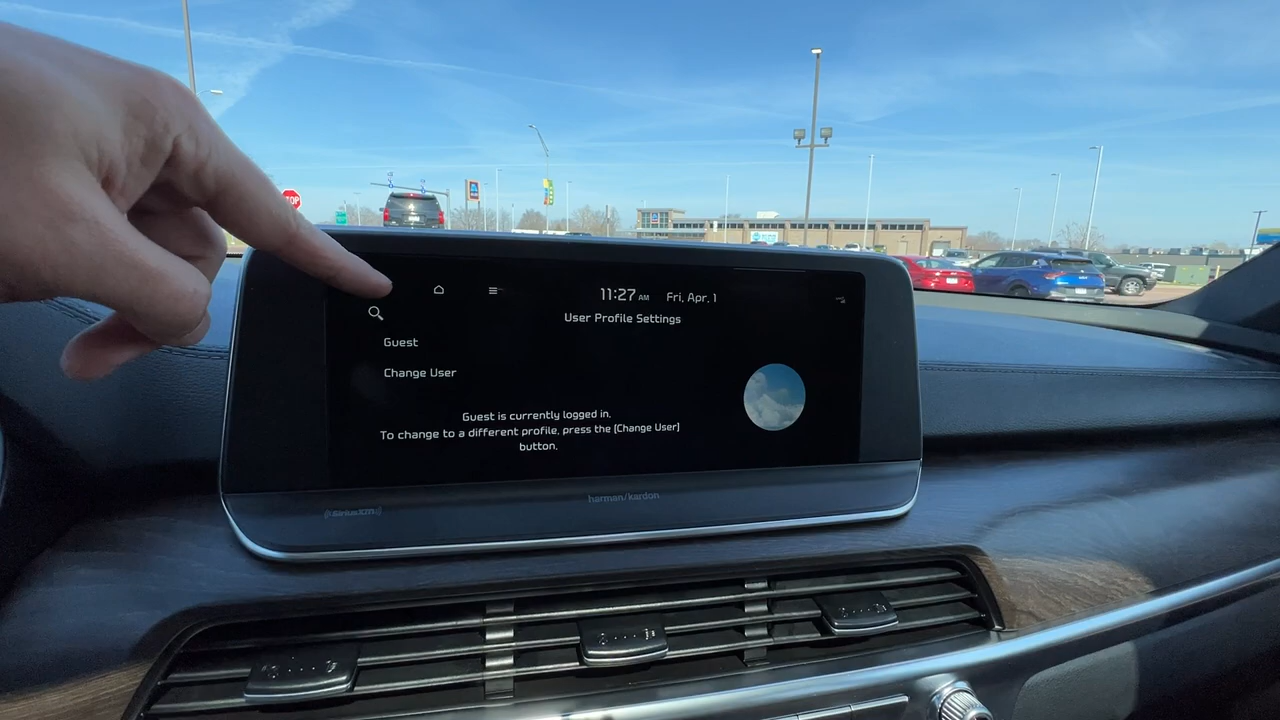 STOP
11:27 AM Fri, Apr, 1
User Profile Settings
Guest
Change User
Guest is currently logged in.
To change to a different profile, press the [Change User]
button.
harman/kardon
((SiriusXM))